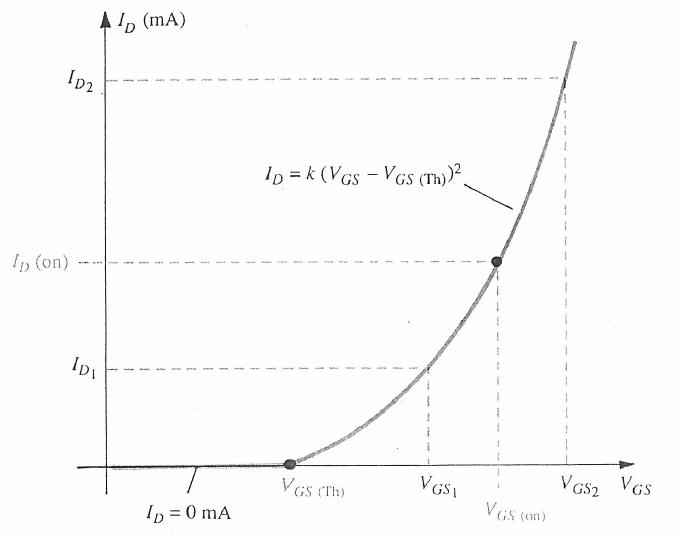 I_D (mA)
I_D2
I_D = k (V_GS − V_GS (Th))²
I_D (on)
I_D1
V_GS (Th)
V_GS1
V_GS2
V_GS
V_GS (on)
I_D = 0 mA